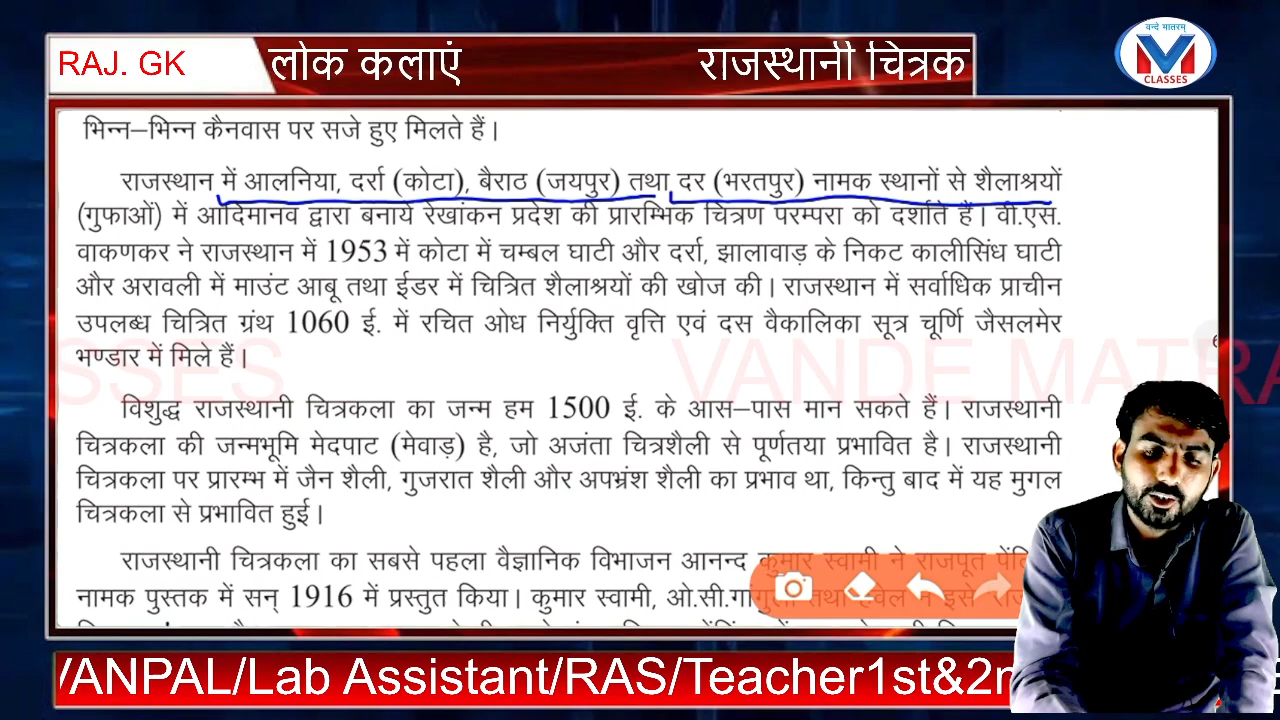 वन्दे मातरम्
CLASSES
RAJ. GK
लोक कलाएं
राजस्थानी चित्रक
भिन्न–भिन्न कैनवास पर सजे हुए मिलते हैं।
राजस्थान में आलनिया, दर्रा (कोटा), बैराठ (जयपुर) तथा दर (भरतपुर) नामक स्थानों से शैलाश्रयों
(गुफाओं) में आदिमानव द्वारा बनाये रेखांकन प्रदेश की प्रारम्भिक चित्रण परम्परा को दर्शाते हैं। वी.एस.
वाकणकर ने राजस्थान में 1953 में कोटा में चम्बल घाटी और दर्रा, झालावाड़ के निकट कालीसिंध घाटी
और अरावली में माउंट आबू तथा ईडर में चित्रित शैलाश्रयों की खोज की। राजस्थान में सर्वाधिक प्राचीन
उपलब्ध चित्रित ग्रंथ 1060 ई. में रचित ओध निर्युक्ति वृत्ति एवं दस वैकालिका सूत्र चूर्णि जैसलमेर
भण्डार में मिले हैं।
SSES VANDE MATRA
विशुद्ध राजस्थानी चित्रकला का जन्म हम 1500 ई. के आस–पास मान सकते हैं। राजस्थानी
चित्रकला की जन्मभूमि मेदपाट (मेवाड़) है, जो अजंता चित्रशैली से पूर्णतया प्रभावित है। राजस्थानी
चित्रकला पर प्रारम्भ में जैन शैली, गुजरात शैली और अपभ्रंश शैली का प्रभाव था, किन्तु बाद में यह मुगल
चित्रकला से प्रभावित हुई।
राजस्थानी चित्रकला का सबसे पहला वैज्ञानिक विभाजन आनन्द कुमार स्वामी ने राजपूत
नामक पुस्तक में सन् 1916 में प्रस्तुत किया। कुमार स्वामी, ओ.सी.गांगुली तथा हैवेल ने इसे
VANPAL/Lab Assistant/RAS/Teacher1st&2n